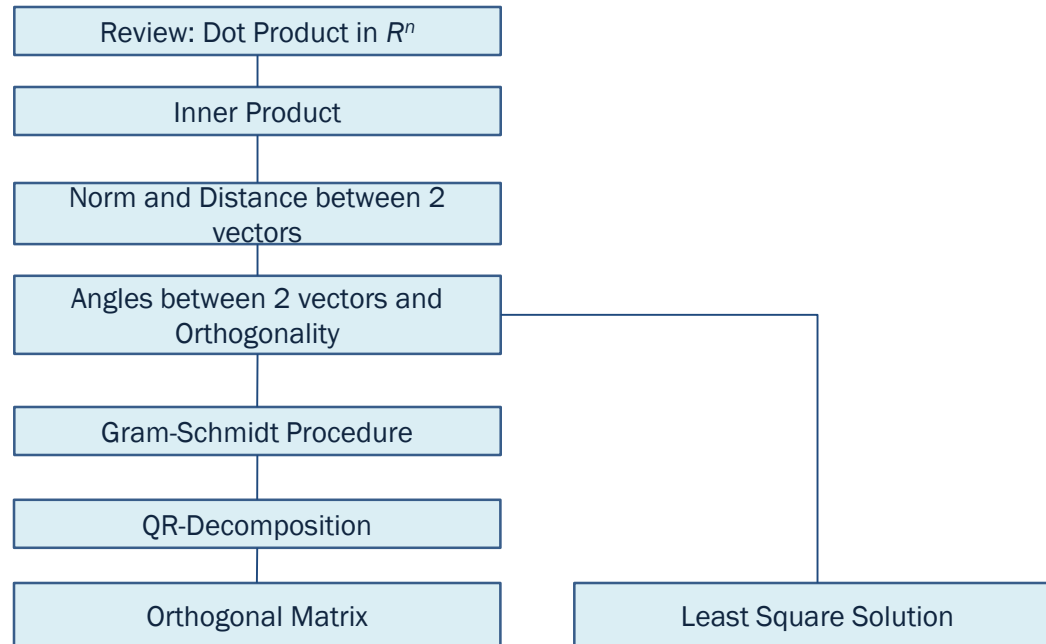 Review: Dot Product in Rⁿ
Inner Product
Norm and Distance between 2
vectors
Angles between 2 vectors and
Orthogonality
Gram-Schmidt Procedure
QR-Decomposition
Orthogonal Matrix
Least Square Solution